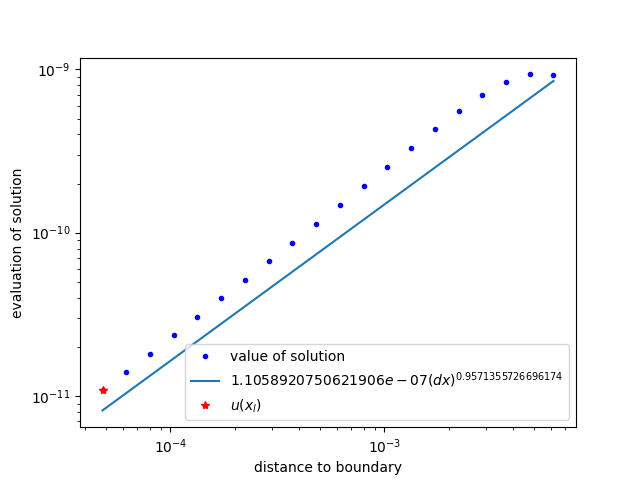 10⁻⁹
10⁻¹⁰
10⁻¹¹
evaluation of solution
value of solution
1.1058920750621906e − 07(dx)^0.9571355726696174
u(x_l)
10⁻⁴
10⁻³
distance to boundary